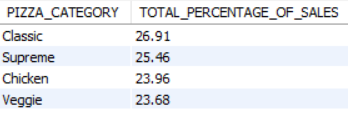 PIZZA_CATEGORY TOTAL_PERCENTAGE_OF_SALES
Classic 26.91
Supreme 25.46
Chicken 23.96
Veggie 23.68